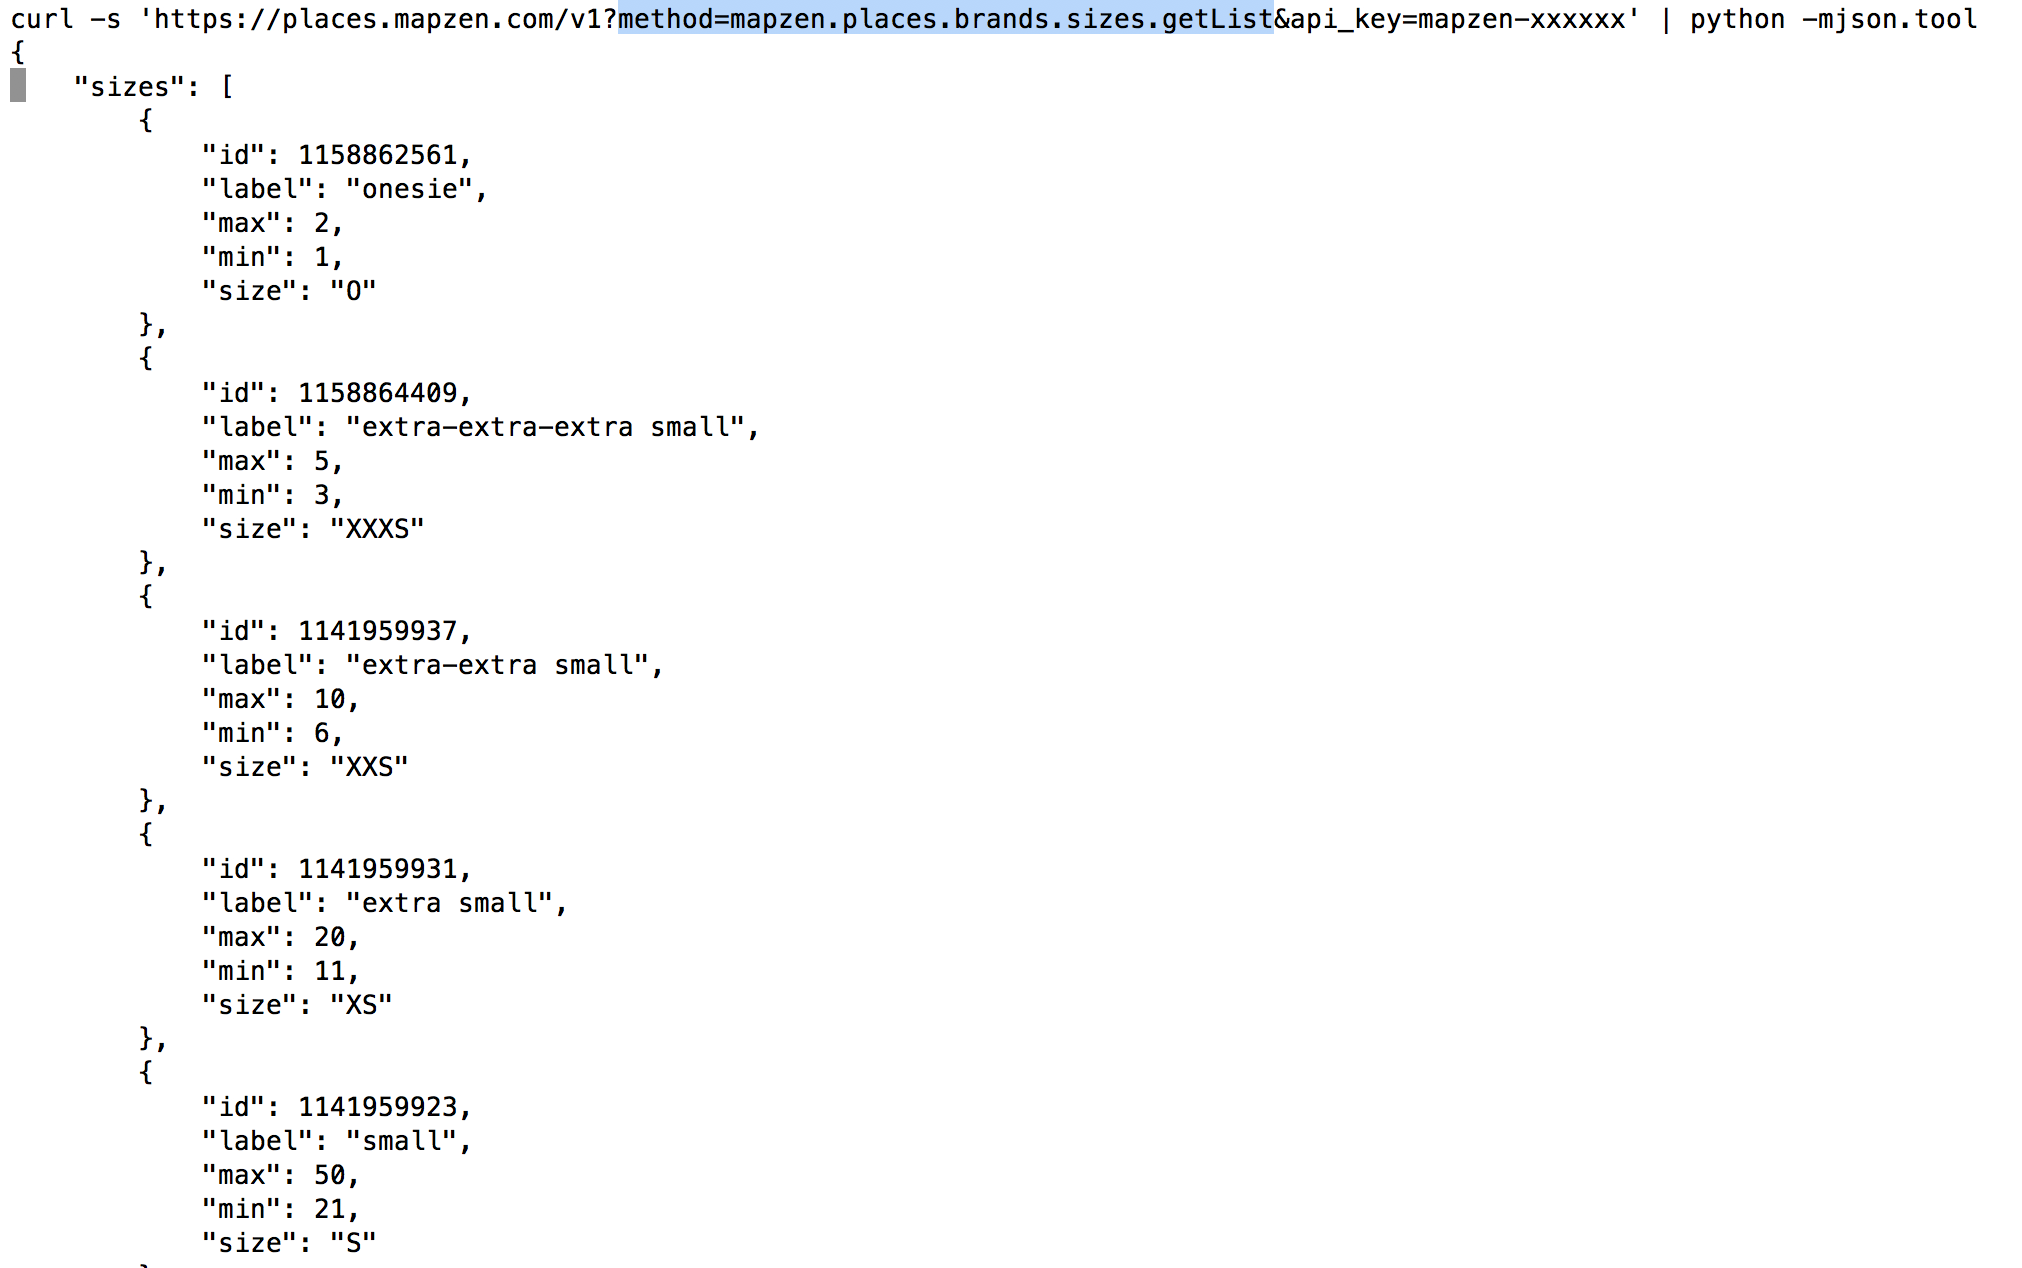 curl -s 'https://places.mapzen.com/v1?method=mapzen.places.brands.sizes.getList&api_key=mapzen-xxxxxx' | python -mjson.tool
{
    "sizes": [
        {
            "id": 1158862561,
            "label": "onesie",
            "max": 2,
            "min": 1,
            "size": "O"
        },
        {
            "id": 1158864409,
            "label": "extra-extra-extra small",
            "max": 5,
            "min": 3,
            "size": "XXXS"
        },
        {
            "id": 1141959937,
            "label": "extra-extra small",
            "max": 10,
            "min": 6,
            "size": "XXS"
        },
        {
            "id": 1141959931,
            "label": "extra small",
            "max": 20,
            "min": 11,
            "size": "XS"
        },
        {
            "id": 1141959923,
            "label": "small",
            "max": 50,
            "min": 21,
            "size": "S"